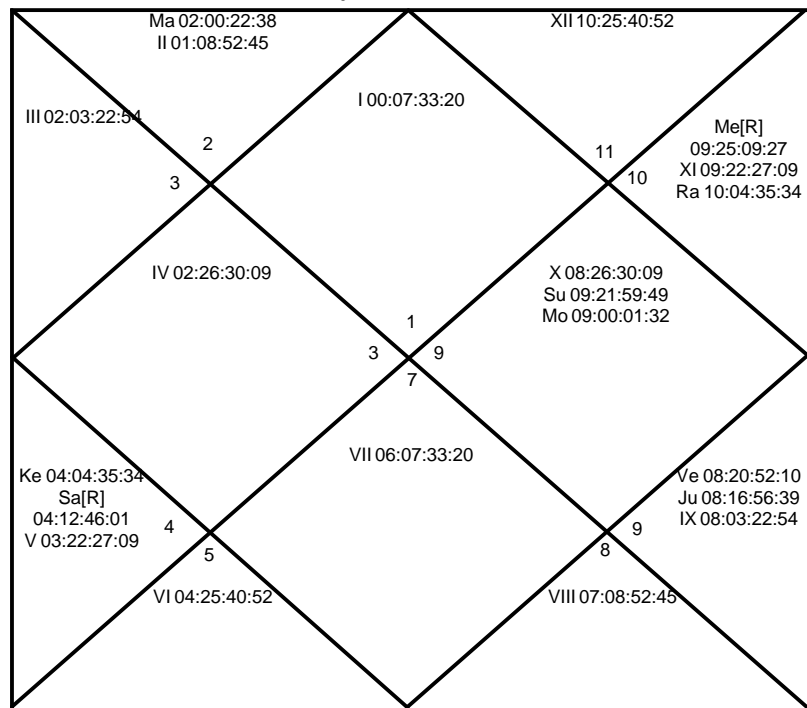 Ma 02:00:22:38
II 01:08:52:45
XII 10:25:40:52
I 00:07:33:20
III 02:03:22:54
Me[R]
09:25:09:27
XI 09:22:27:09
Ra 10:04:35:34
2
11
3
10
IV 02:26:30:09
X 08:26:30:09
Su 09:21:59:49
Mo 09:00:01:32
1
3
9
7
VII 06:07:33:20
Ke 04:04:35:34
Sa[R]
04:12:46:01
V 03:22:27:09
Ve 08:20:52:10
Ju 08:16:56:39
IX 08:03:22:54
4
9
5
8
VI 04:25:40:52
VIII 07:08:52:45